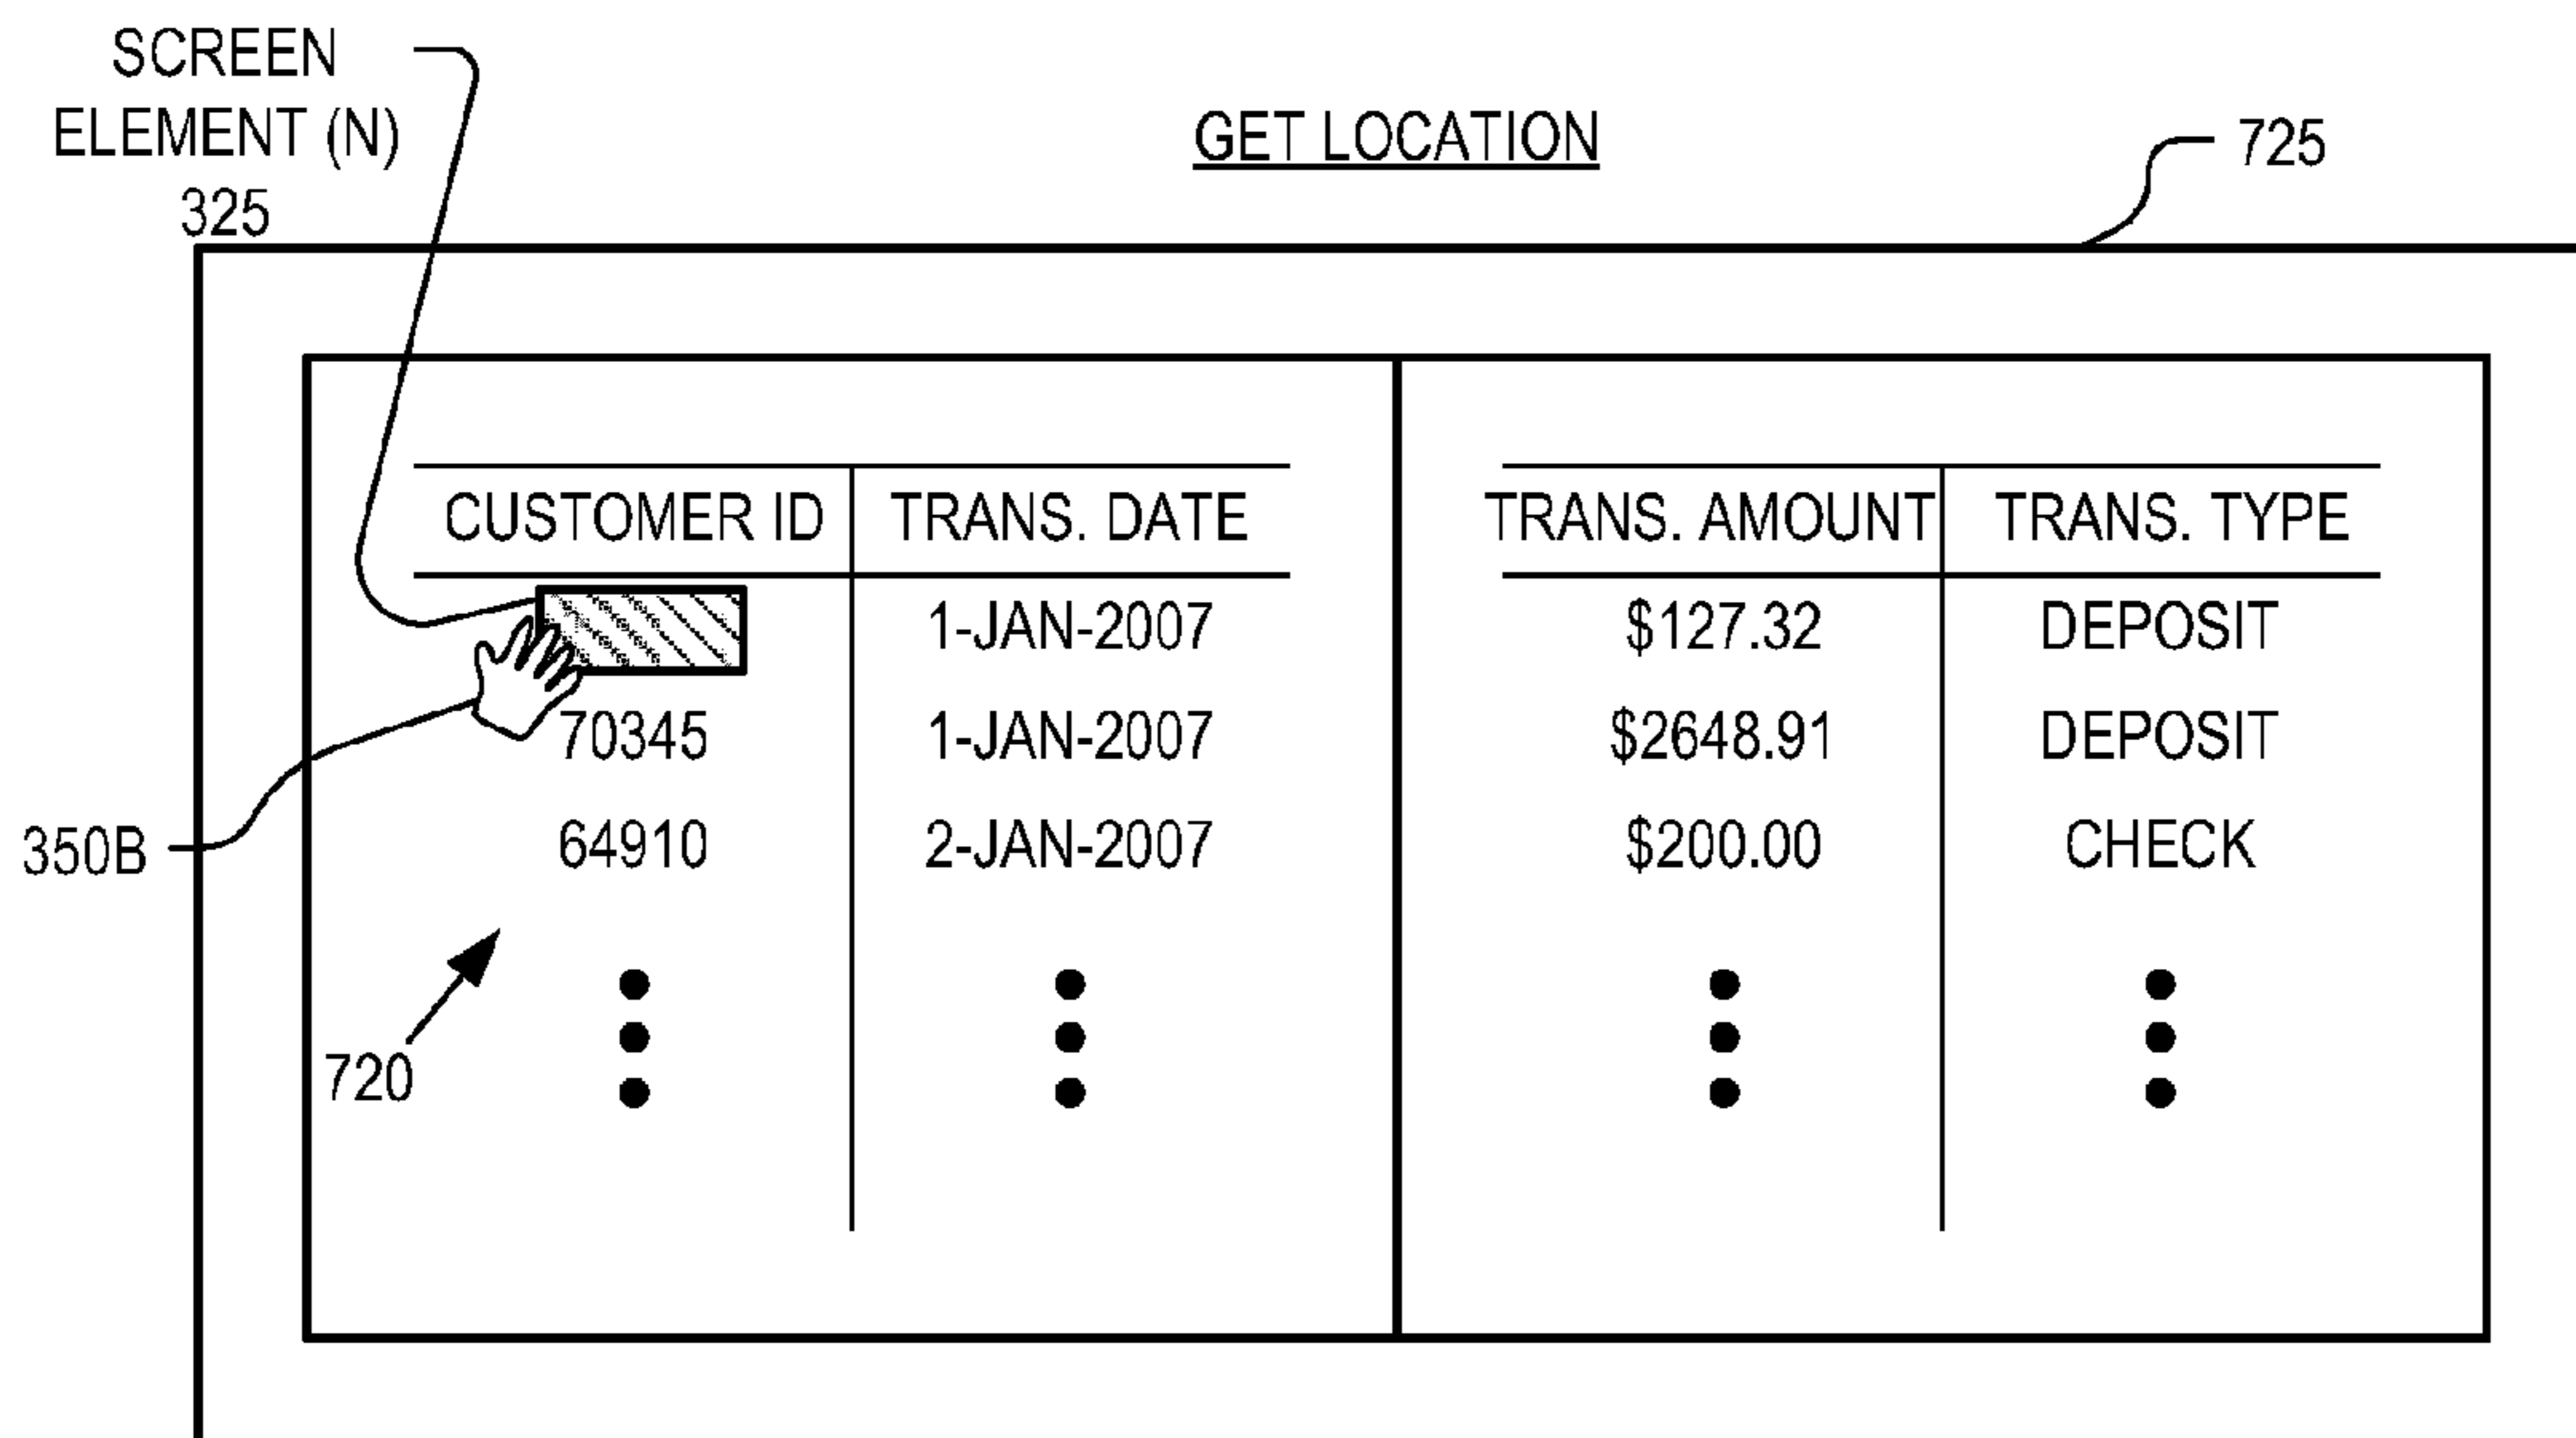 SCREEN
ELEMENT (N)
325
GET LOCATION
725
CUSTOMER ID TRANS. DATE TRANS. AMOUNT TRANS. TYPE
1-JAN-2007 $127.32 DEPOSIT
70345 1-JAN-2007 $2648.91 DEPOSIT
64910 2-JAN-2007 $200.00 CHECK
350B
720